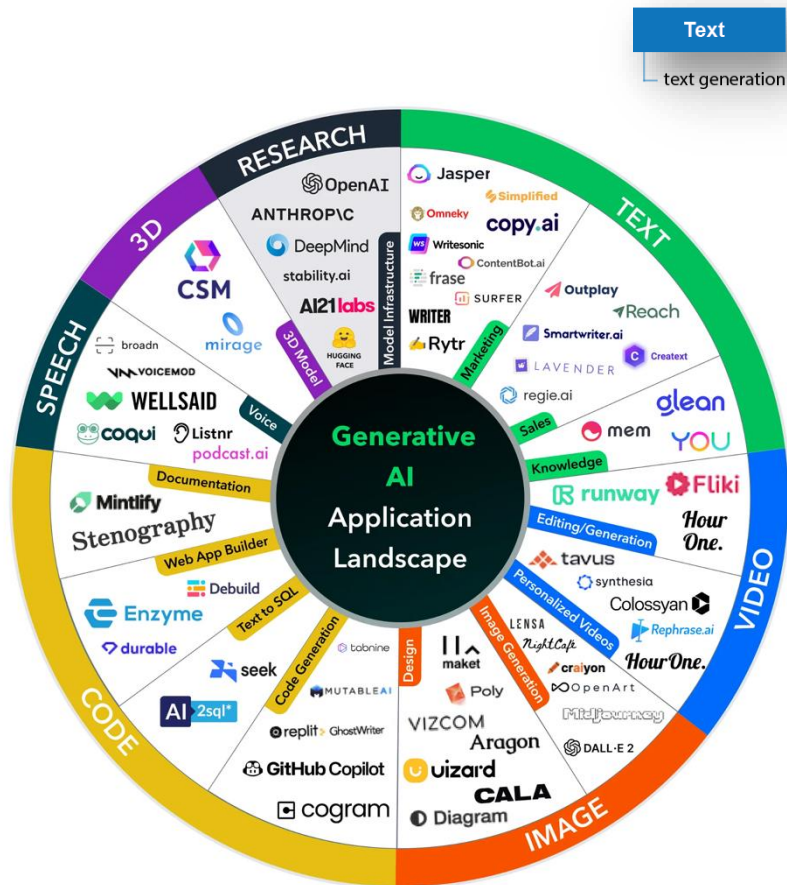 Text
text generation
RESEARCH
OpenAI
ANTHROP\C
DeepMind
stability.ai
AI21labs
HUGGING
FACE
Model Infrastructure
TEXT
Jasper
Simplified
Omneky
copy.ai
WS Writesonic
ContentBot.ai
frase
SURFER
WRITER
Rytr
Marketing
Outplay
Reach
Smartwriter.ai
C Creatext
LAVENDER
regie.ai
Sales
glean
mem
YOU
Knowledge
VIDEO
runway
Fliki
Hour
One.
Editing/Generation
tavus
synthesia
Colossyan
Rephrase.ai
HourOne.
Personalized Videos
IMAGE
LENSA
NightCafe
craiyon
OpenArt
Midjourney
DALL·E 2
Image Generation
maket
Poly
VIZCOM
Aragon
uizard
CALA
Diagram
Design
CODE
tabnine
MUTABLEAI
replit GhostWriter
GitHub Copilot
cogram
Code Generation
seek
AI 2sql*
Text to SQL
Debuild
Enzyme
durable
Web App Builder
Mintlify
Stenography
Documentation
SPEECH
broadn
VOICEMOD
WELLSAID
coqui
Listnr
podcast.ai
Voice
3D
CSM
mirage
3D Model
Generative
AI
Application
Landscape